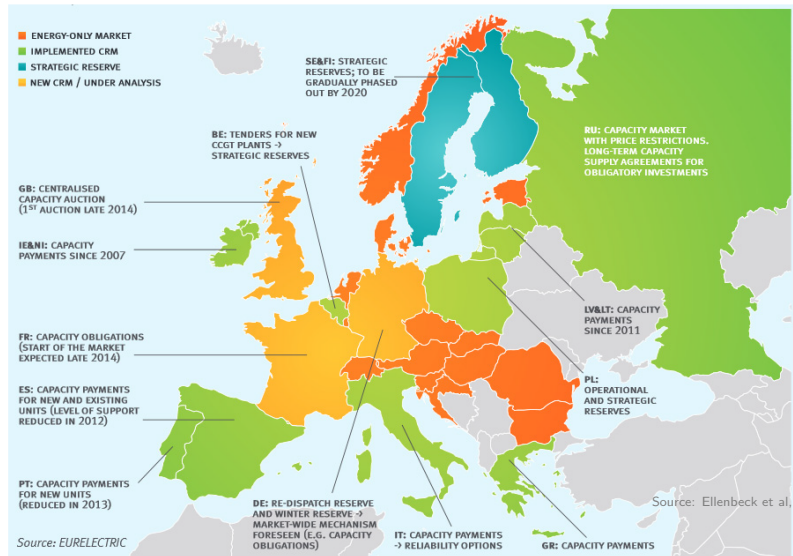 ENERGY-ONLY MARKET
IMPLEMENTED CRM
STRATEGIC RESERVE
NEW CRM / UNDER ANALYSIS
SE&FI: STRATEGIC
RESERVES; TO BE
GRADUALLY PHASED
OUT BY 2020
BE: TENDERS FOR NEW
CCGT PLANTS →
STRATEGIC RESERVES
RU: CAPACITY MARKET
WITH PRICE RESTRICTIONS.
LONG-TERM CAPACITY
SUPPLY AGREEMENTS FOR
OBLIGATORY INVESTMENTS
GB: CENTRALISED
CAPACITY AUCTION
(1ST AUCTION LATE 2014)
IE&NI: CAPACITY
PAYMENTS SINCE 2007
LV&LT: CAPACITY
PAYMENTS
SINCE 2011
FR: CAPACITY OBLIGATIONS
(START OF THE MARKET
EXPECTED LATE 2014)
PL:
OPERATIONAL
AND STRATEGIC
RESERVES
ES: CAPACITY PAYMENTS
FOR NEW AND EXISTING
UNITS (LEVEL OF SUPPORT
REDUCED IN 2012)
PT: CAPACITY PAYMENTS
FOR NEW UNITS
(REDUCED IN 2013)
DE: RE-DISPATCH RESERVE
AND WINTER RESERVE →
MARKET-WIDE MECHANISM
FORESEEN (E.G. CAPACITY
OBLIGATIONS)
IT: CAPACITY PAYMENTS
→ RELIABILITY OPTIONS
GR: CAPACITY PAYMENTS
Source: Ellenbeck et al,
Source: EURELECTRIC